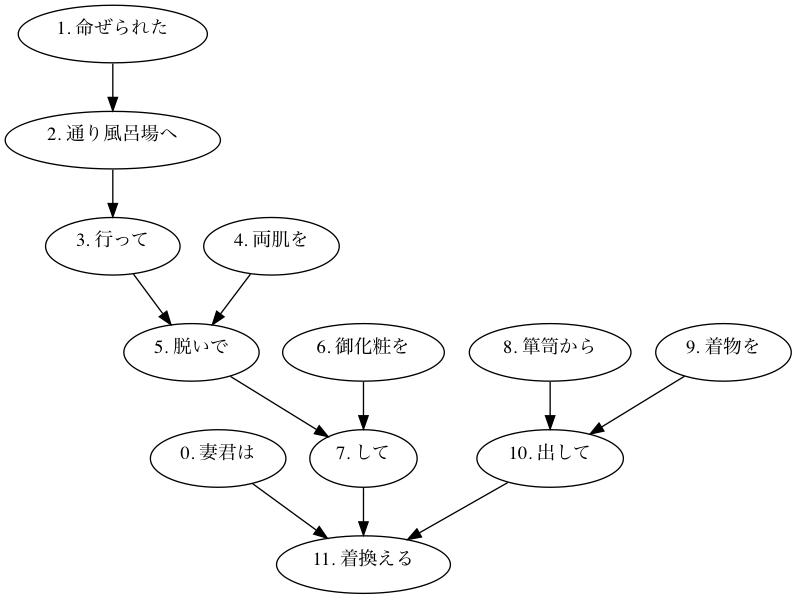 1. 命ぜられた
2. 通り風呂場へ
3. 行って
4. 両肌を
5. 脱いで
6. 御化粧を
8. 箪笥から
9. 着物を
0. 妻君は
7. して
10. 出して
11. 着換える